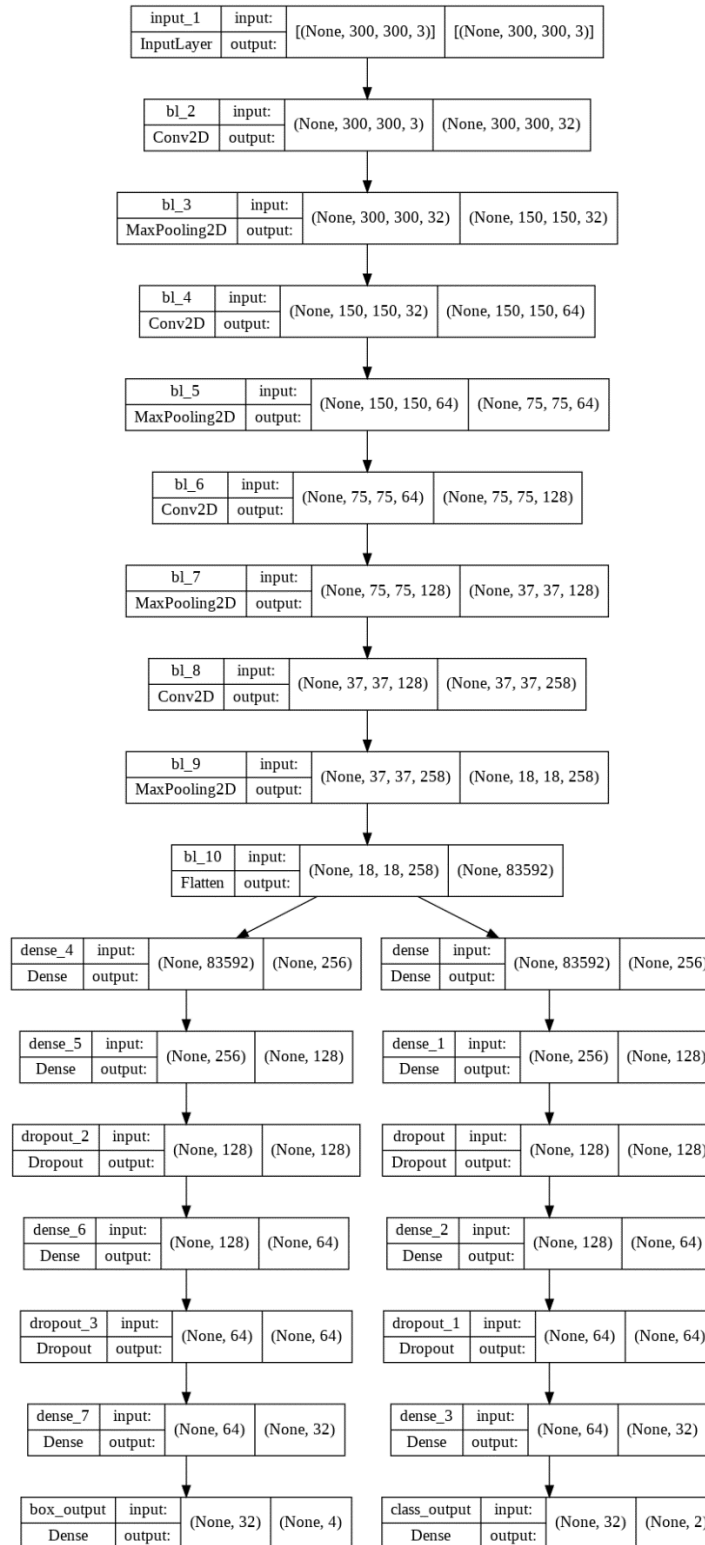 input_1 input: [(None, 300, 300, 3)] [(None, 300, 300, 3)]
InputLayer output:
bl_2 input: (None, 300, 300, 3) (None, 300, 300, 32)
Conv2D output:
bl_3 input: (None, 300, 300, 32) (None, 150, 150, 32)
MaxPooling2D output:
bl_4 input: (None, 150, 150, 32) (None, 150, 150, 64)
Conv2D output:
bl_5 input: (None, 150, 150, 64) (None, 75, 75, 64)
MaxPooling2D output:
bl_6 input: (None, 75, 75, 64) (None, 75, 75, 128)
Conv2D output:
bl_7 input: (None, 75, 75, 128) (None, 37, 37, 128)
MaxPooling2D output:
bl_8 input: (None, 37, 37, 128) (None, 37, 37, 258)
Conv2D output:
bl_9 input: (None, 37, 37, 258) (None, 18, 18, 258)
MaxPooling2D output:
bl_10 input: (None, 18, 18, 258) (None, 83592)
Flatten output:
dense_4 input: (None, 83592) (None, 256) dense input: (None, 83592) (None, 256)
Dense output: Dense output:
dense_5 input: (None, 256) (None, 128) dense_1 input: (None, 256) (None, 128)
Dense output: Dense output:
dropout_2 input: (None, 128) (None, 128) dropout input: (None, 128) (None, 128)
Dropout output: Dropout output:
dense_6 input: (None, 128) (None, 64) dense_2 input: (None, 128) (None, 64)
Dense output: Dense output:
dropout_3 input: (None, 64) (None, 64) dropout_1 input: (None, 64) (None, 64)
Dropout output: Dropout output:
dense_7 input: (None, 64) (None, 32) dense_3 input: (None, 64) (None, 32)
Dense output: Dense output:
box_output input: (None, 32) (None, 4) class_output input: (None, 32) (None, 2)
Dense output: Dense output: